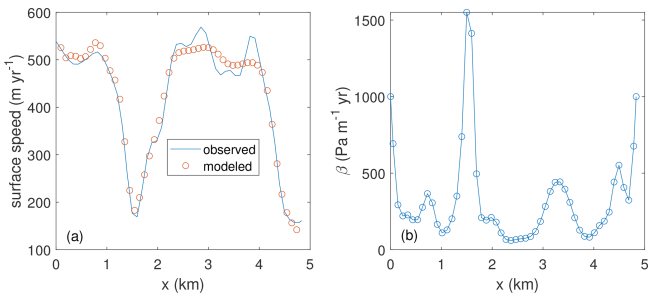 600
500
400
300
200
100
surface speed (m yr⁻¹)
observed
modeled
(a)
0 1 2 3 4 5
x (km)
1500
1000
500
0
β (Pa m⁻¹ yr)
(b)
0 1 2 3 4 5
x (km)